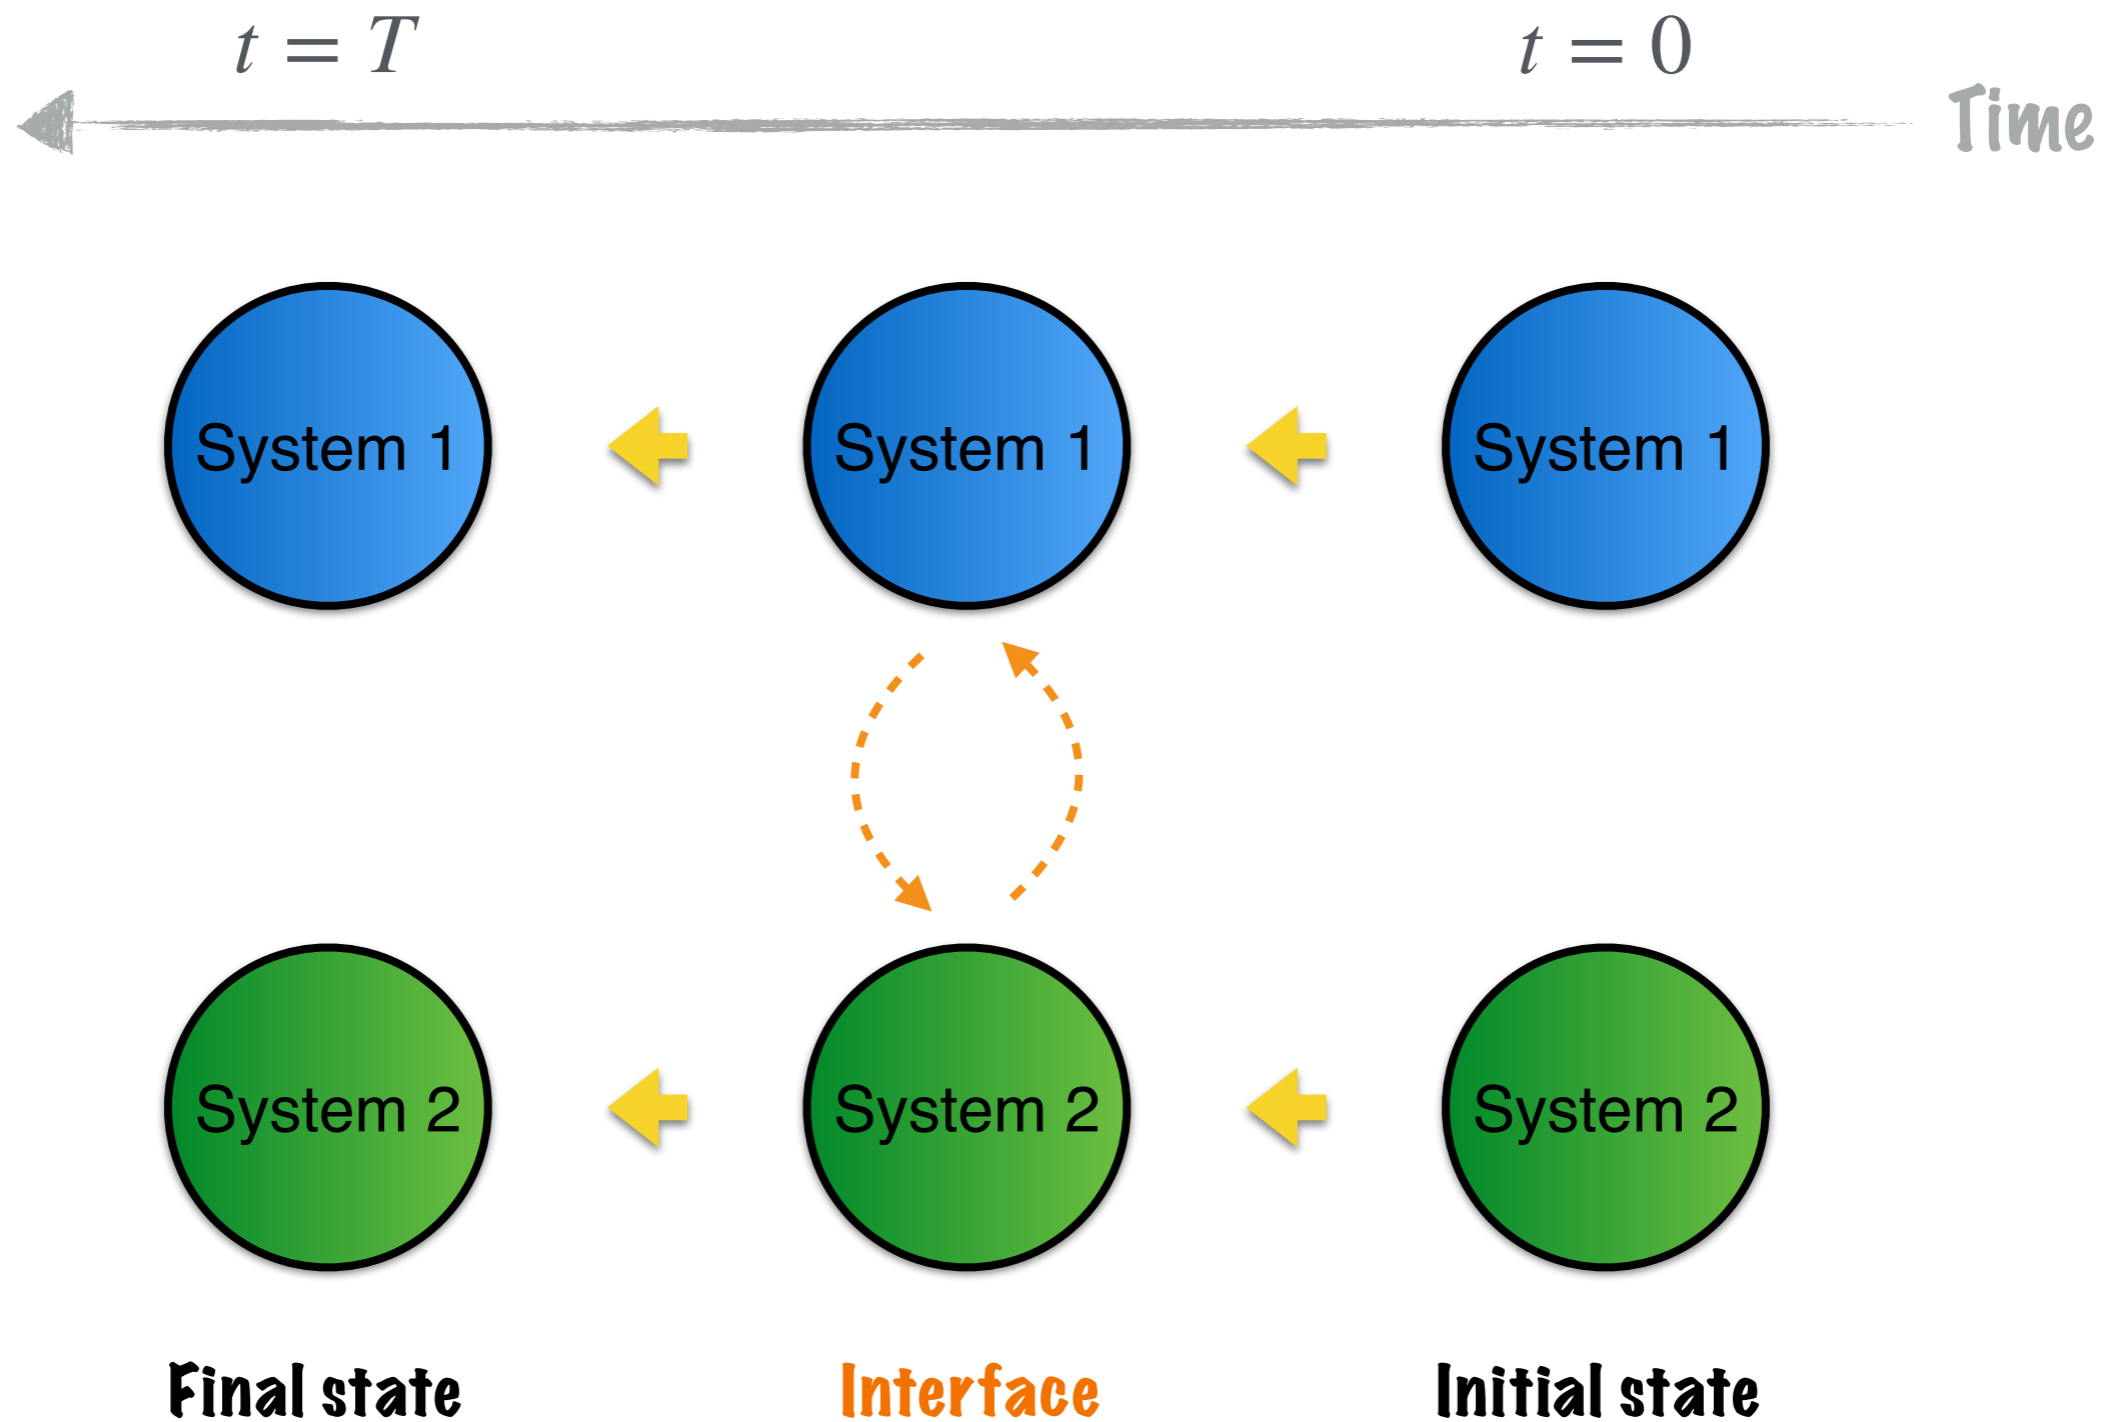 t = T
t = 0
Time
System 1
System 1
System 1
System 2
System 2
System 2
Final state
Interface
Initial state